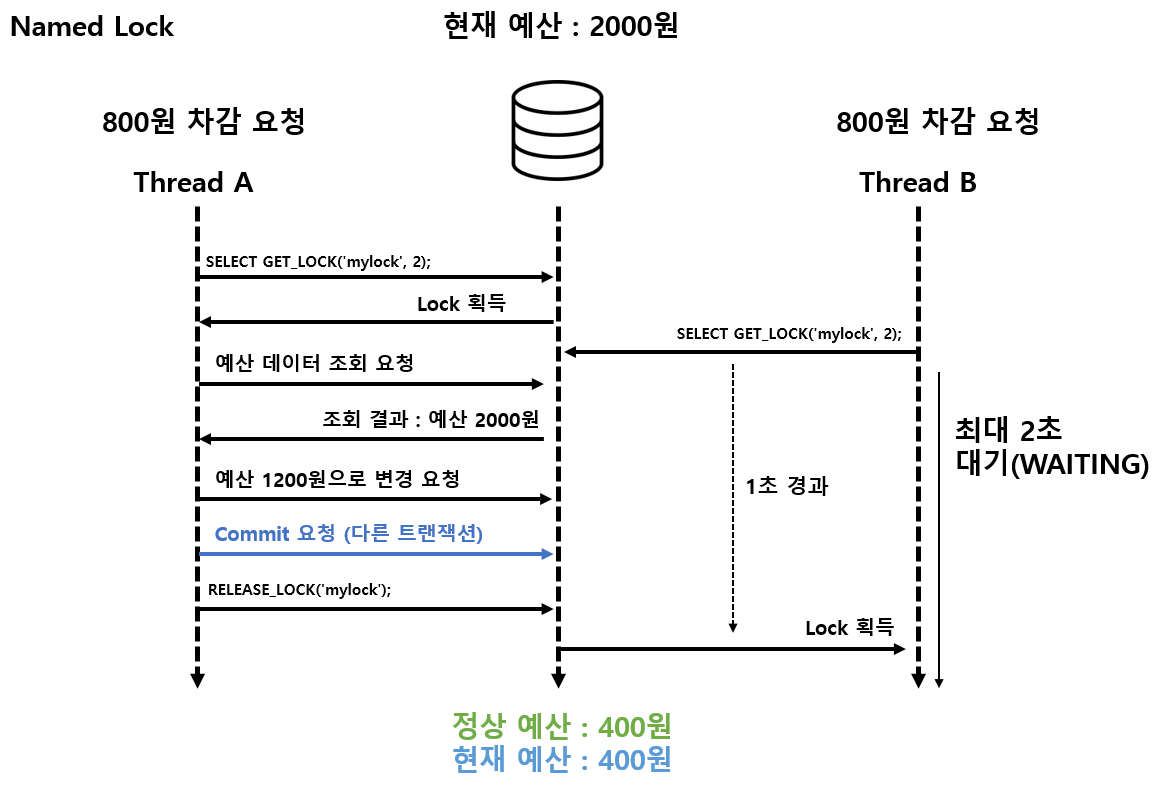 Named Lock
현재 예산 : 2000원
800원 차감 요청
800원 차감 요청
Thread A
Thread B
SELECT GET_LOCK('mylock', 2);
Lock 획득
SELECT GET_LOCK('mylock', 2);
예산 데이터 조회 요청
조회 결과 : 예산 2000원
최대 2초
대기(WAITING)
예산 1200원으로 변경 요청
1초 경과
Commit 요청 (다른 트랜잭션)
RELEASE_LOCK('mylock');
Lock 획득
정상 예산 : 400원
현재 예산 : 400원